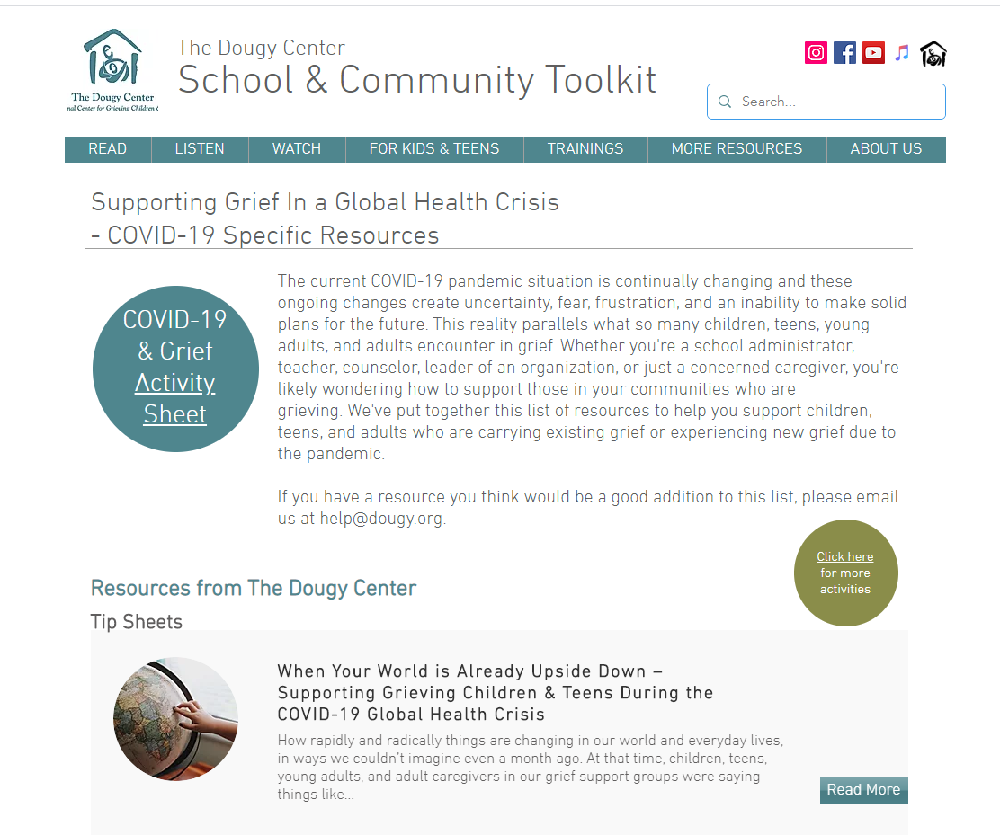 The Dougy Center
School & Community Toolkit
The Dougy Center
nal Center for Grieving Children &
Search...
READ
LISTEN
WATCH
FOR KIDS & TEENS
TRAININGS
MORE RESOURCES
ABOUT US
Supporting Grief In a Global Health Crisis
- COVID-19 Specific Resources
COVID-19
& Grief
Activity
Sheet
The current COVID-19 pandemic situation is continually changing and these
ongoing changes create uncertainty, fear, frustration, and an inability to make solid
plans for the future. This reality parallels what so many children, teens, young
adults, and adults encounter in grief. Whether you're a school administrator,
teacher, counselor, leader of an organization, or just a concerned caregiver, you're
likely wondering how to support those in your communities who are
grieving. We've put together this list of resources to help you support children,
teens, and adults who are carrying existing grief or experiencing new grief due to
the pandemic.
If you have a resource you think would be a good addition to this list, please email
us at help@dougy.org.
Click here
for more
activities
Resources from The Dougy Center
Tip Sheets
When Your World is Already Upside Down –
Supporting Grieving Children & Teens During the
COVID-19 Global Health Crisis
How rapidly and radically things are changing in our world and everyday lives,
in ways we couldn't imagine even a month ago. At that time, children, teens,
young adults, and adult caregivers in our grief support groups were saying
things like...
Read More